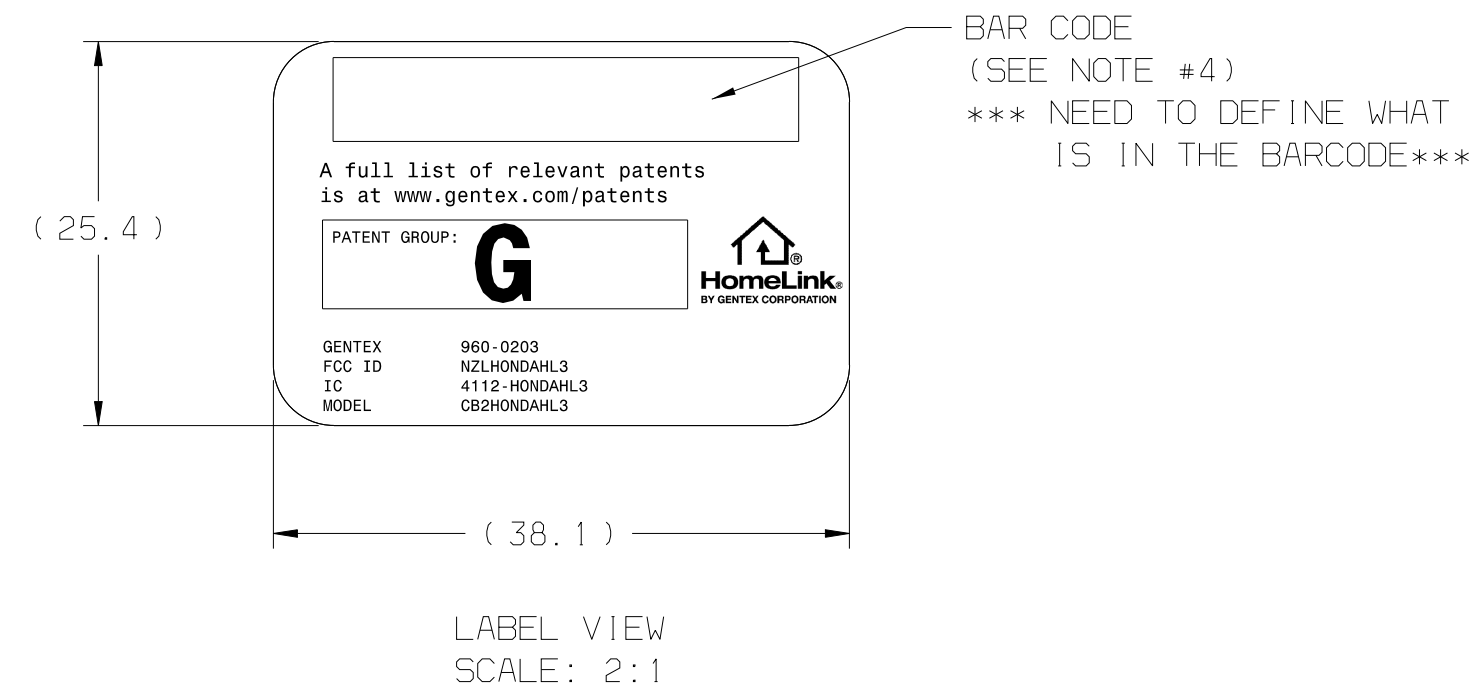 BAR CODE
(SEE NOTE #4)
*** NEED TO DEFINE WHAT
IS IN THE BARCODE***
A full list of relevant patents
is at www.gentex.com/patents
(25.4)
PATENT GROUP: G
HomeLink®
BY GENTEX CORPORATION
GENTEX 960-0203
FCC ID NZLHONDAHL3
IC 4112-HONDAHL3
MODEL CB2HONDAHL3
(38.1)
LABEL VIEW
SCALE: 2:1